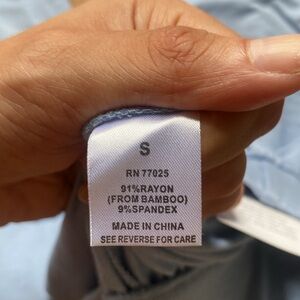 S
RN 77025
91%RAYON
(FROM BAMBOO)
9%SPANDEX
MADE IN CHINA
SEE REVERSE FOR CARE